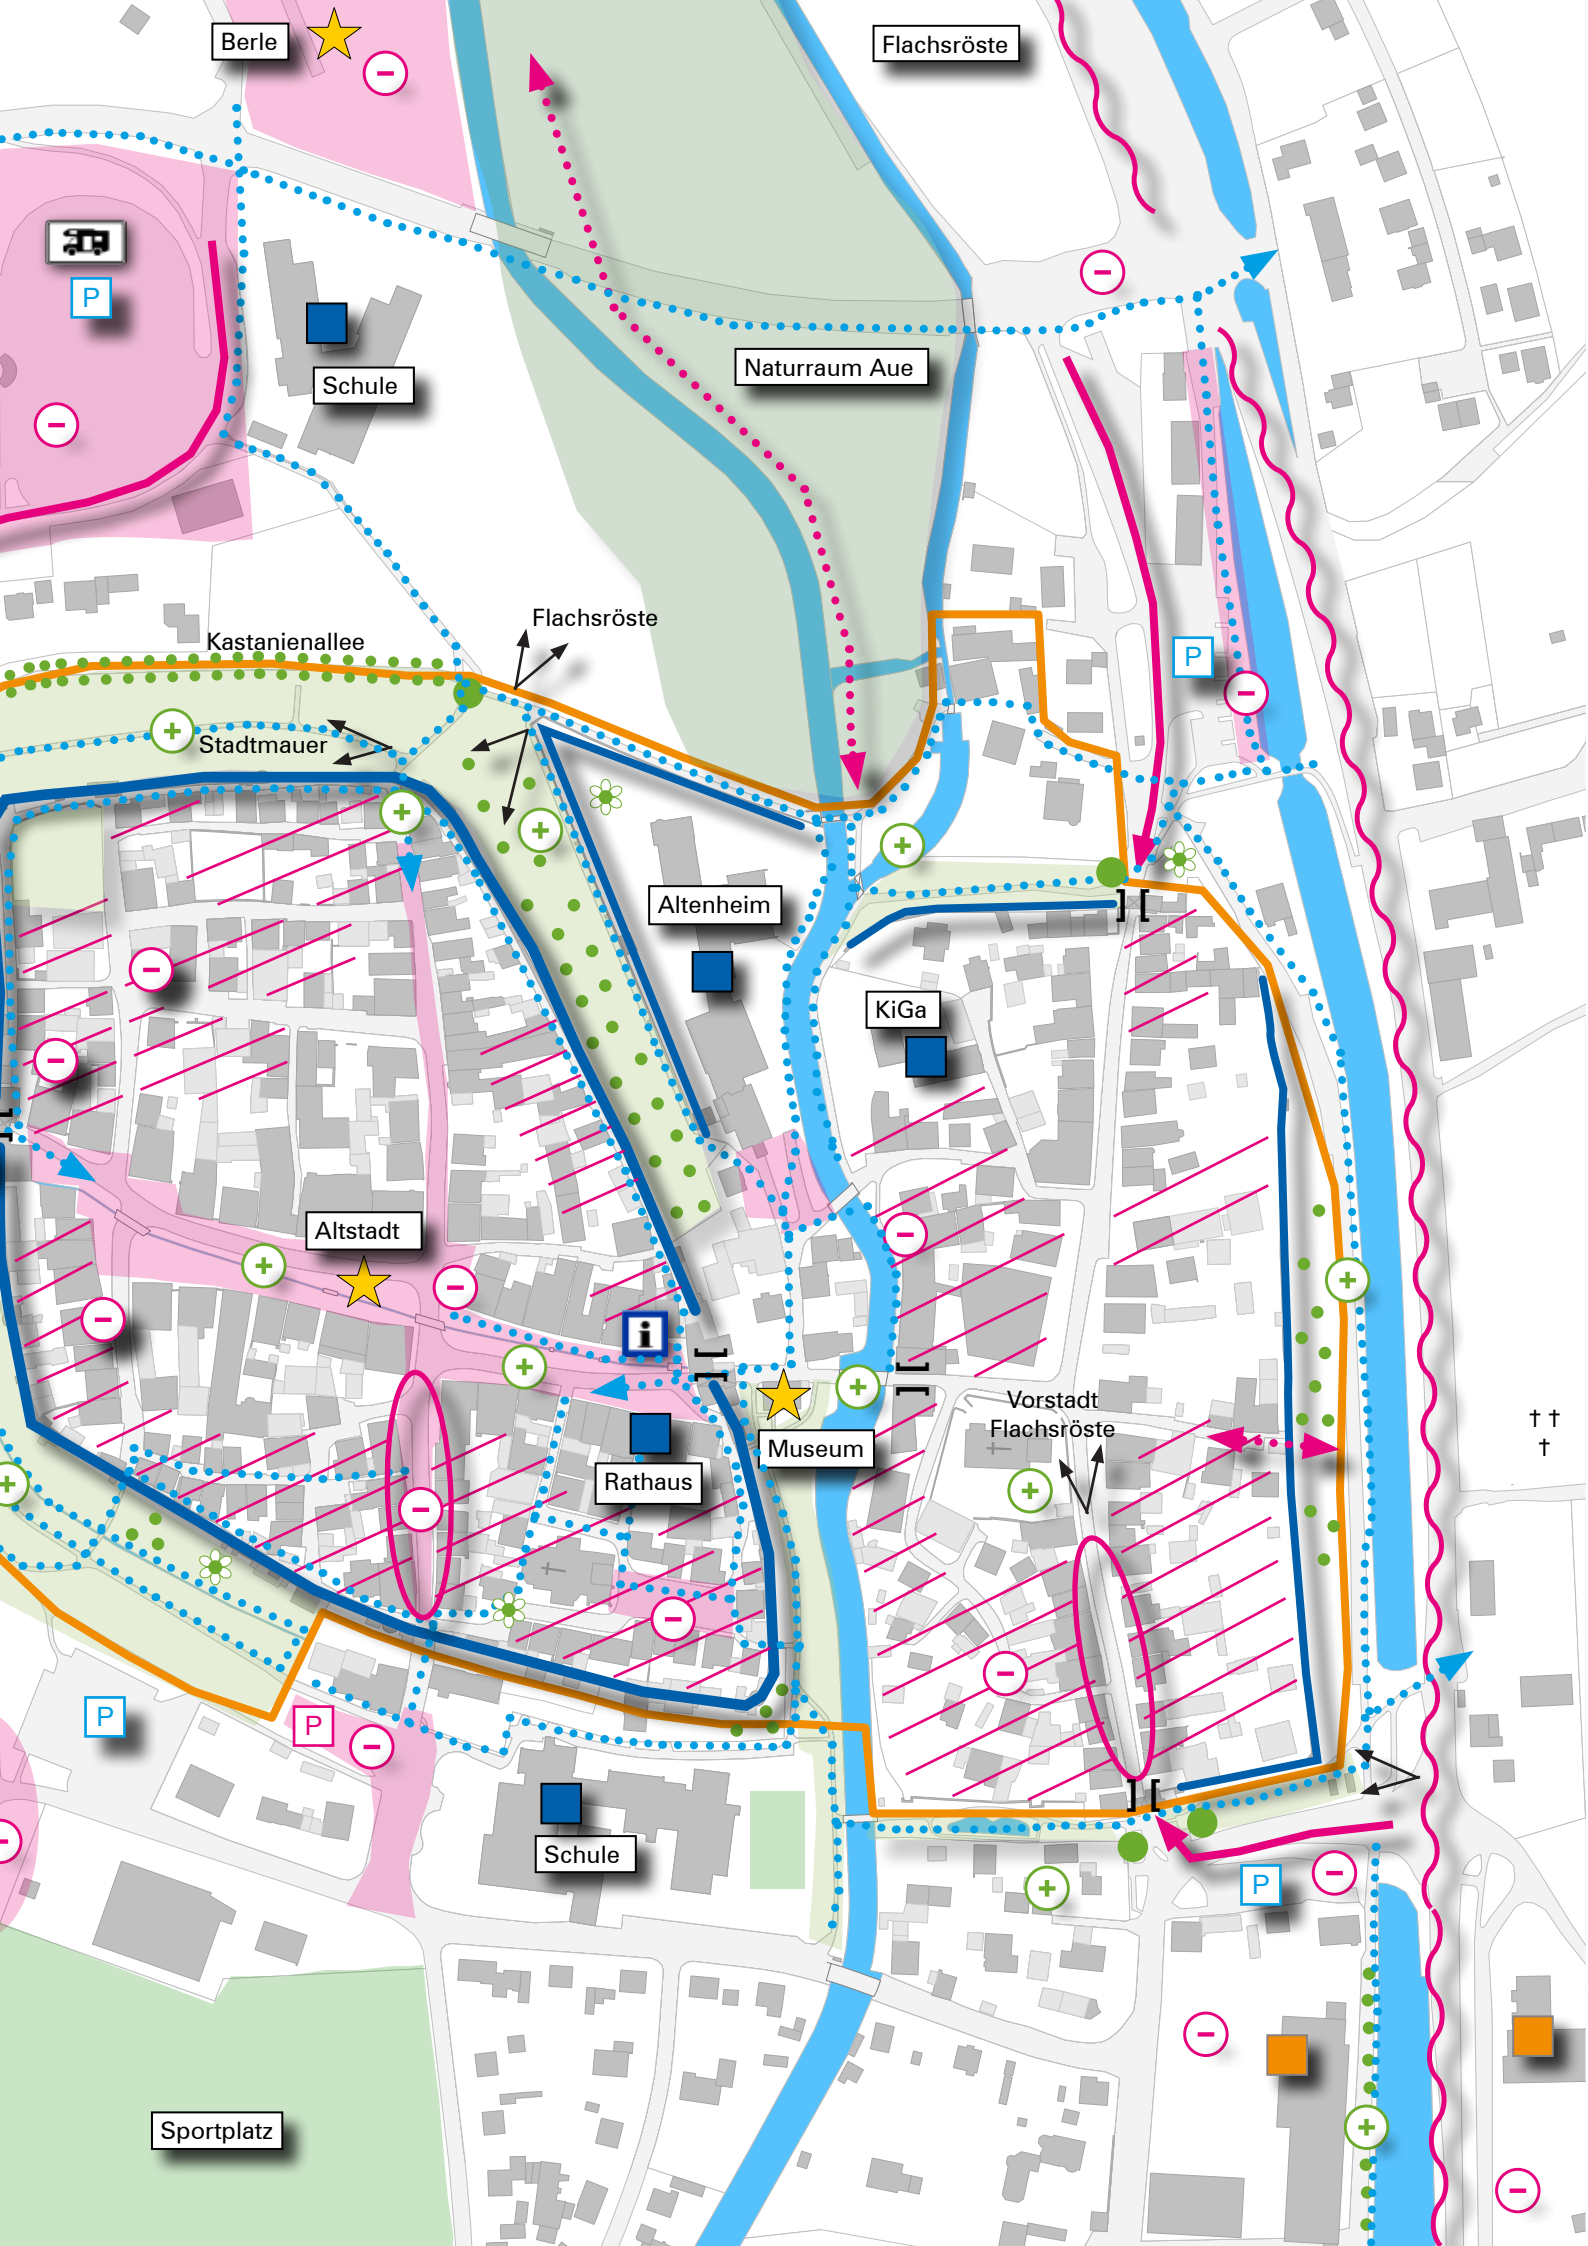 Berle
Flachsröste
P
Schule
Naturraum Aue
Flachsröste
Kastanienallee
P
Stadtmauer
Altenheim
KiGa
Altstadt
i
Vorstadt
Flachsröste
Museum
Rathaus
P
P
Schule
P
Sportplatz